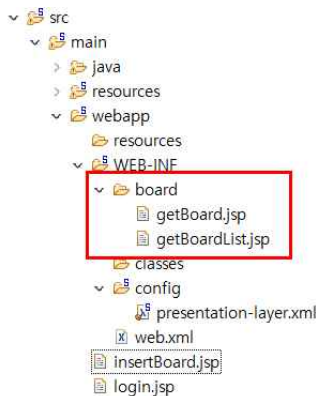 src
main
java
resources
webapp
resources
WEB-INF
board
getBoard.jsp
getBoardList.jsp
classes
config
presentation-layer.xml
web.xml
insertBoard.jsp
login.jsp